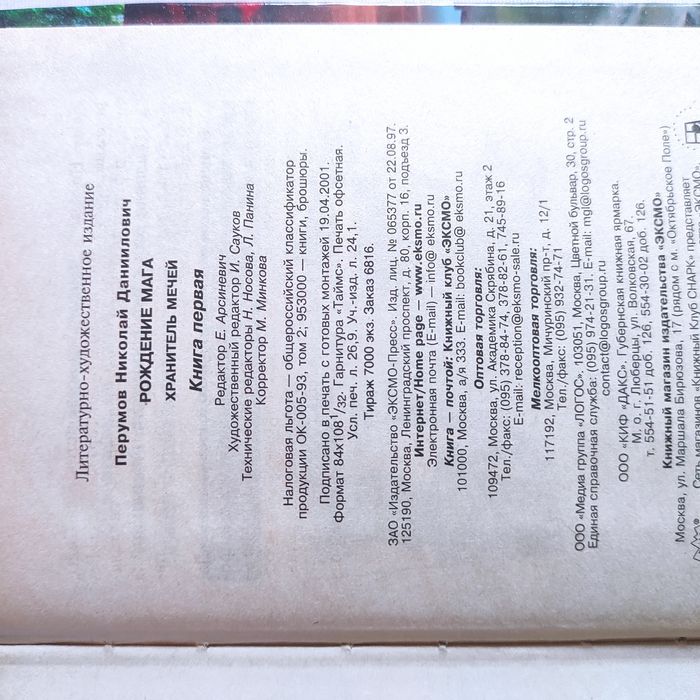 Литературно-художественное издание
Перумов Николай Даниилович
РОЖДЕНИЕ МАГА
ХРАНИТЕЛЬ МЕЧЕЙ
Книга первая
Редактор Е. Арсиневич
Художественный редактор И. Сауков
Технические редакторы Н. Носова, Л. Панина
Корректор М. Минкова
Налоговая льгота — общероссийский классификатор
продукции ОК-005-93, том 2; 953000 — книги, брошюры.
Подписано в печать с готовых монтажей 19.04.2001.
Формат 84х108 1/32. Гарнитура «Таймс». Печать офсетная.
Усл. печ. л. 26,9. Уч.-изд. л. 24,1.
Тираж 7000 экз. Заказ 6816.
ЗАО «Издательство «ЭКСМО-Пресс». Изд. лиц. № 065377 от 22.08.97.
125190, Москва, Ленинградский проспект, д. 80, корп. 16, подъезд 3.
Интернет/Home page — www.eksmo.ru
Электронная почта (E-mail) — info@ eksmo.ru
Книга — почтой: Книжный клуб «ЭКСМО»
101000, Москва, а/я 333. E-mail: bookclub@ eksmo.ru
Оптовая торговля:
109472, Москва, ул. Академика Скрябина, д. 21, этаж 2
Тел./факс: (095) 378-84-74, 378-82-61, 745-89-16
E-mail: reception@eksmo-sale.ru
Мелкооптовая торговля:
117192, Москва, Мичуринский пр-т, д. 12/1
Тел./факс: (095) 932-74-71
ООО «Медиа группа «ЛОГОС». 103051, Москва, Цветной бульвар, 30, стр. 2
Единая справочная служба: (095) 974-21-31. E-mail: mgl@logosgroup.ru
contact@logosgroup.ru
ООО «КИФ «ДАКС». Губернская книжная ярмарка.
М. о. г. Люберцы, ул. Волковская, 67.
т. 554-51-51 доб. 126, 554-30-02 доб. 126.
Книжный магазин издательства «ЭКСМО»
Москва, ул. Маршала Бирюзова, 17 (рядом с м. «Октябрьское Поле»)
Сеть магазинов «Книжный Клуб СНАРК» представляет